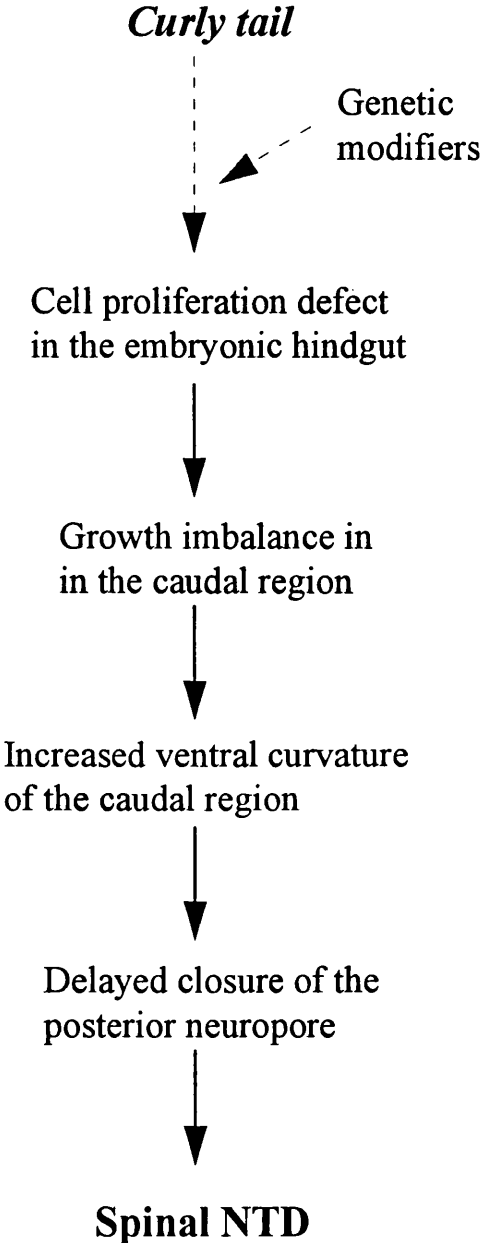 Curly tail
Genetic
modifiers
Cell proliferation defect
in the embryonic hindgut
Growth imbalance in
in the caudal region
Increased ventral curvature
of the caudal region
Delayed closure of the
posterior neuropore
Spinal NTD